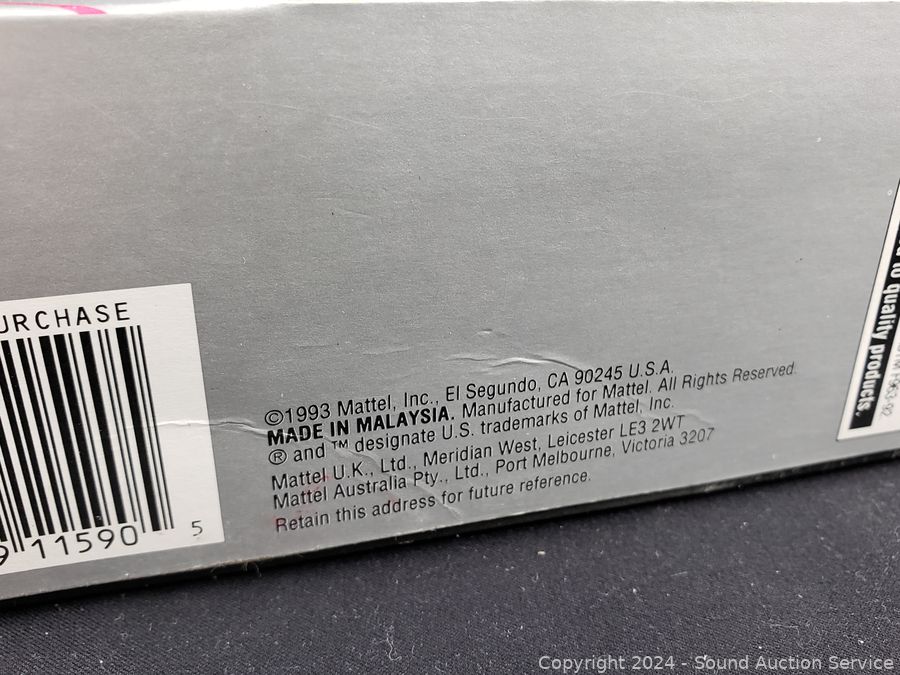 URCHASE
9 11590 5
©1993 Mattel, Inc., El Segundo, CA 90245 U.S.A.
MADE IN MALAYSIA. Manufactured for Mattel. All Rights Reserved.
® and ™ designate U.S. trademarks of Mattel, Inc.
Mattel U.K., Ltd., Meridian West, Leicester LE3 2WT
Mattel Australia Pty., Ltd., Port Melbourne, Victoria 3207
Retain this address for future reference.
to quality products.
Copyright © 2024 - Sound Auction Service